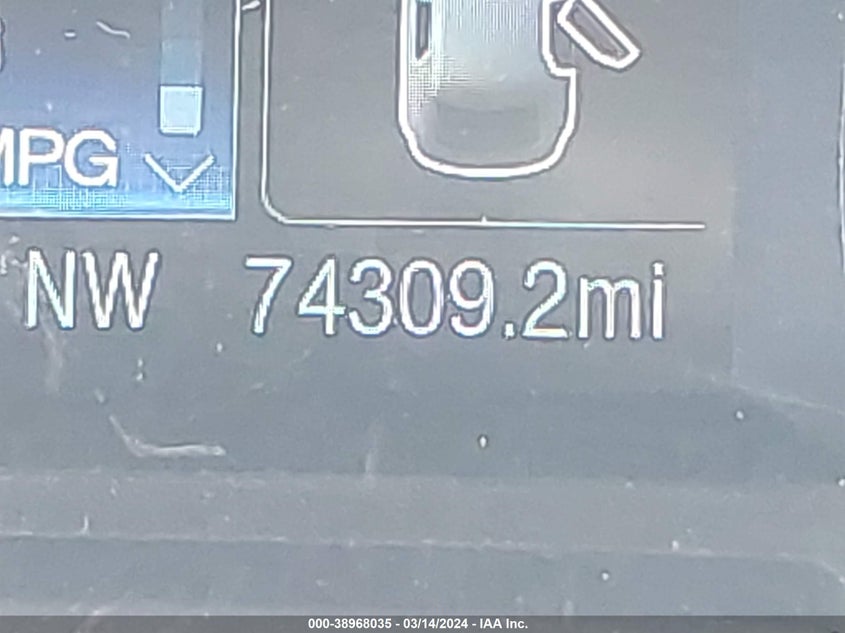 MPG
NW 74309.2mi
000-38968035 - 03/14/2024 - IAA Inc.